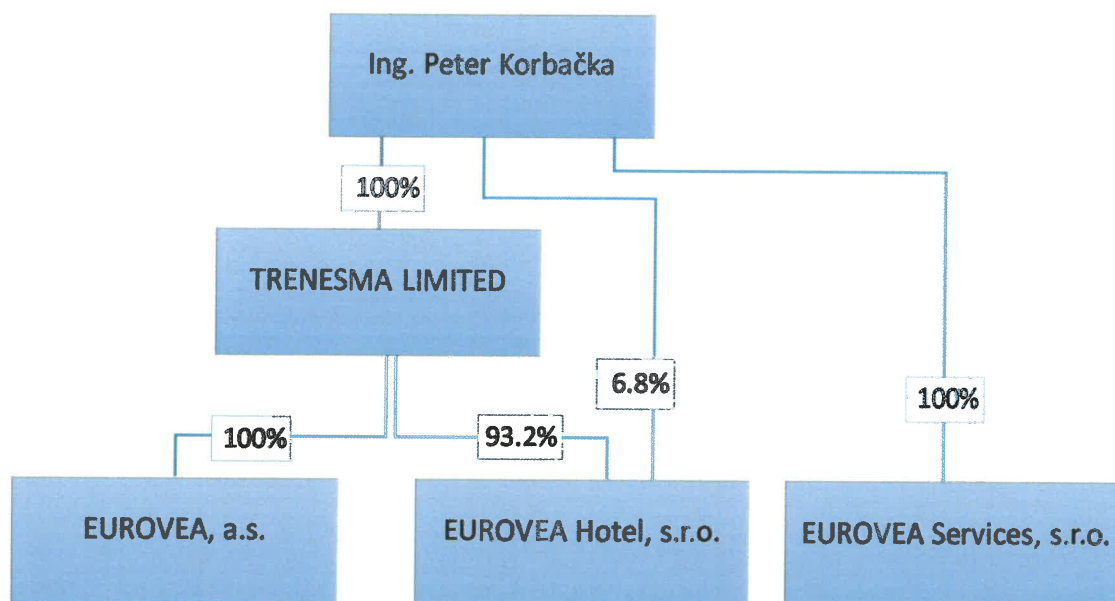 Ing. Peter Korbačka
100%
TRENESMA LIMITED
6.8%
100%
100%
93.2%
EUROVEA, a.s.
EUROVEA Hotel, s.r.o.
EUROVEA Services, s.r.o.